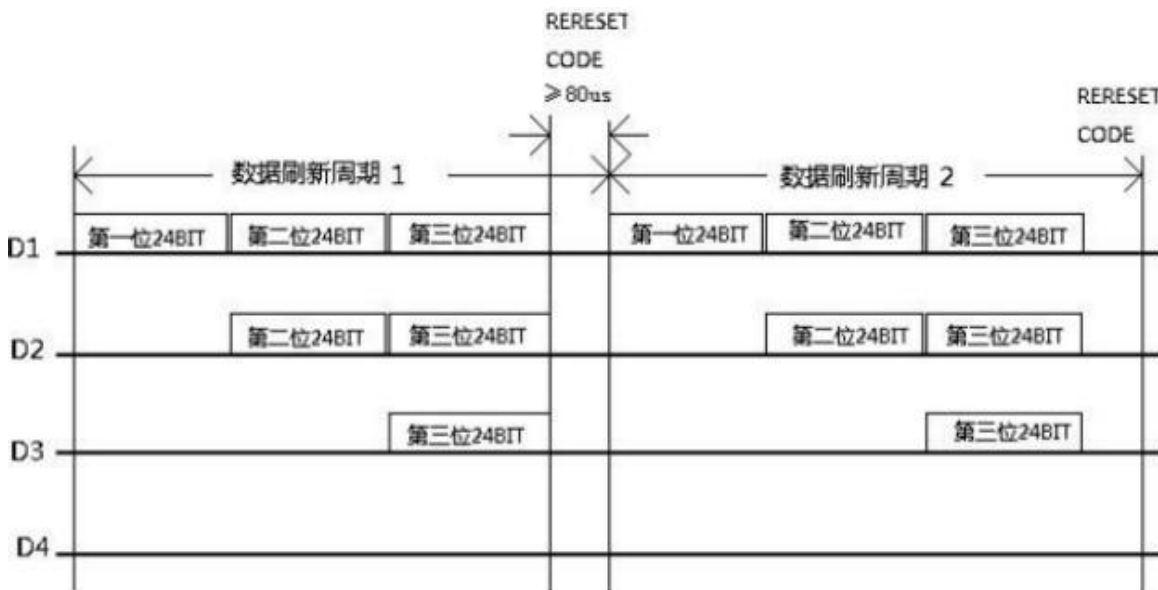 RERESET
CODE
≥80us
RERESET
CODE
数据刷新周期 1
数据刷新周期 2
D1 第一位24BIT 第二位24BIT 第三位24BIT 第一位24BIT 第二位24BIT 第三位24BIT
D2 第二位24BIT 第三位24BIT 第二位24BIT 第三位24BIT
D3 第三位24BIT 第三位24BIT
D4